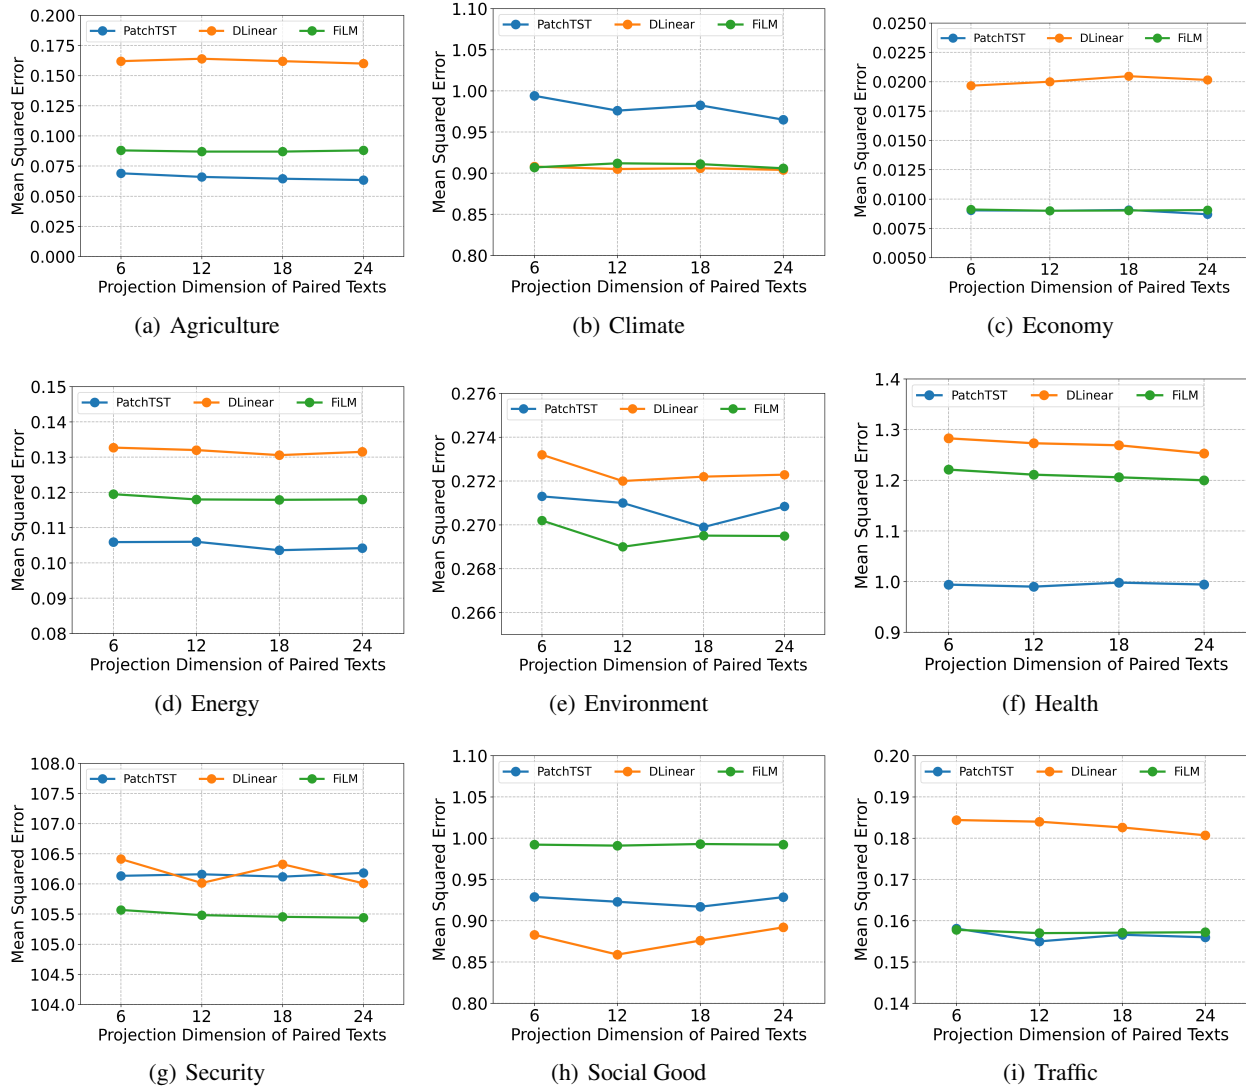 PatchTST DLinear FiLM
Mean Squared Error
0.200
0.175
0.150
0.125
0.100
0.075
0.050
0.025
0.000
6 12 18 24
Projection Dimension of Paired Texts
(a) Agriculture
PatchTST DLinear FiLM
Mean Squared Error
1.10
1.05
1.00
0.95
0.90
0.85
0.80
6 12 18 24
Projection Dimension of Paired Texts
(b) Climate
PatchTST DLinear FiLM
Mean Squared Error
0.0250
0.0225
0.0200
0.0175
0.0150
0.0125
0.0100
0.0075
0.0050
6 12 18 24
Projection Dimension of Paired Texts
(c) Economy
PatchTST DLinear FiLM
Mean Squared Error
0.15
0.14
0.13
0.12
0.11
0.10
0.09
0.08
6 12 18 24
Projection Dimension of Paired Texts
(d) Energy
PatchTST DLinear FiLM
Mean Squared Error
0.276
0.274
0.272
0.270
0.268
0.266
6 12 18 24
Projection Dimension of Paired Texts
(e) Environment
PatchTST DLinear FiLM
Mean Squared Error
1.4
1.3
1.2
1.1
1.0
0.9
6 12 18 24
Projection Dimension of Paired Texts
(f) Health
PatchTST DLinear FiLM
Mean Squared Error
108.0
107.5
107.0
106.5
106.0
105.5
105.0
104.5
104.0
6 12 18 24
Projection Dimension of Paired Texts
(g) Security
PatchTST DLinear FiLM
Mean Squared Error
1.10
1.05
1.00
0.95
0.90
0.85
0.80
6 12 18 24
Projection Dimension of Paired Texts
(h) Social Good
PatchTST DLinear FiLM
Mean Squared Error
0.20
0.19
0.18
0.17
0.16
0.15
0.14
6 12 18 24
Projection Dimension of Paired Texts
(i) Traffic